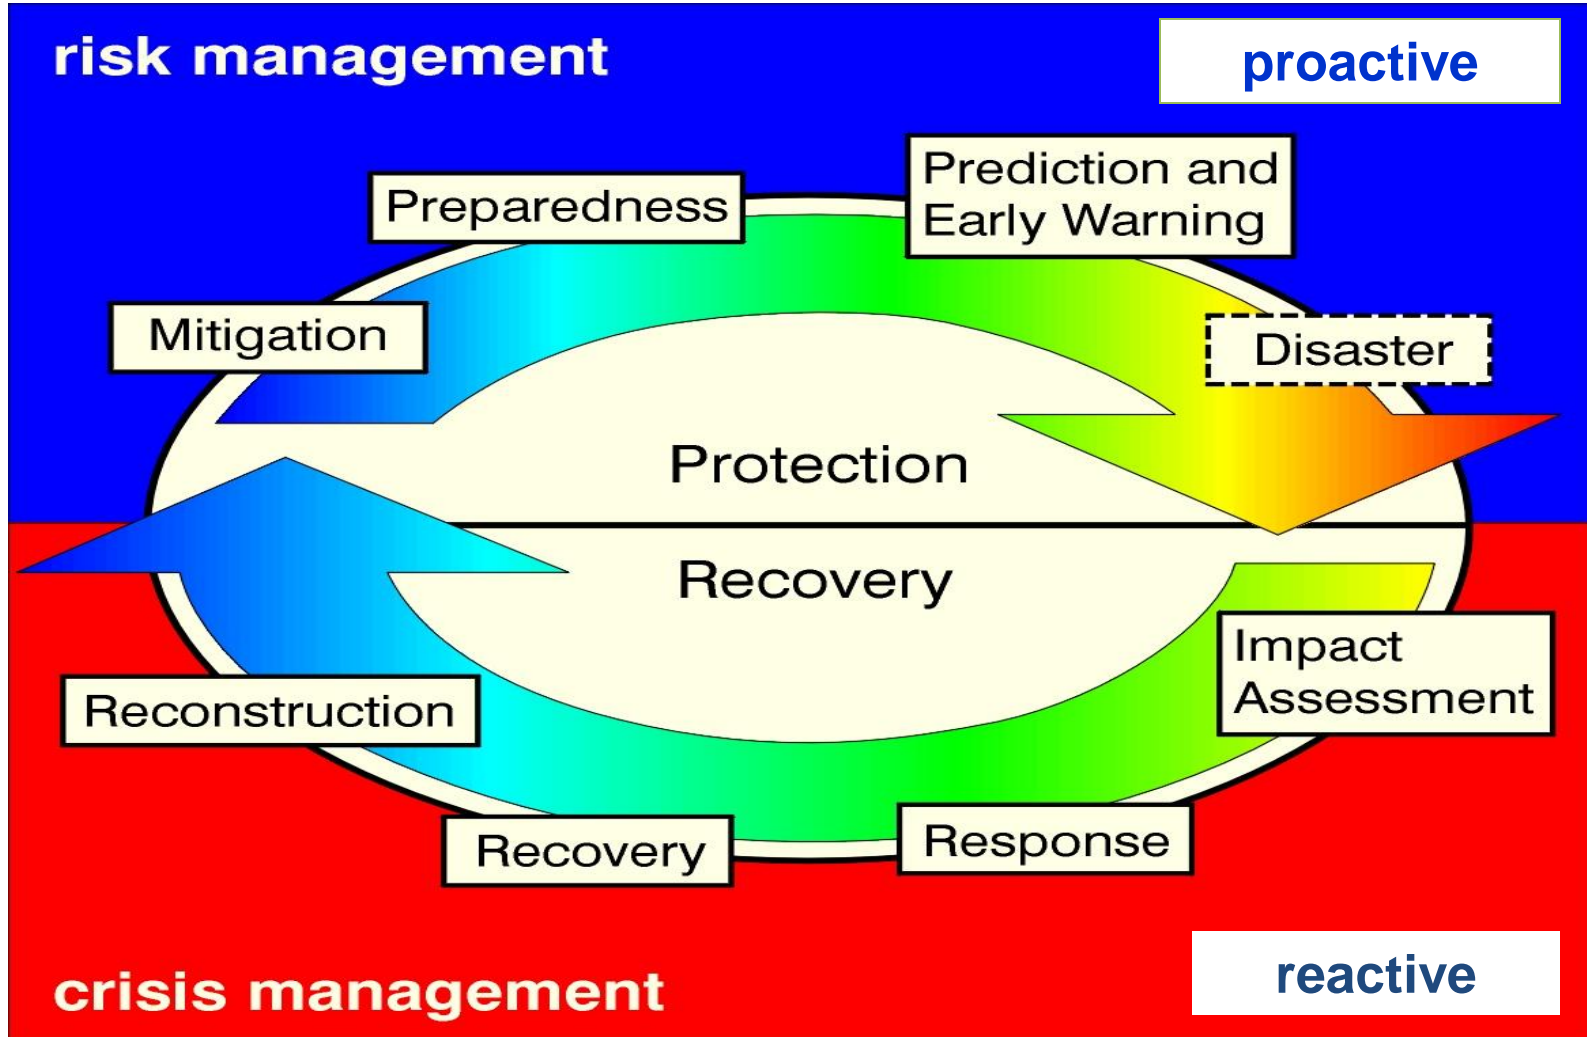 risk management
proactive
Preparedness
Prediction and
Early Warning
Mitigation
Disaster
Protection
Recovery
Impact
Assessment
Reconstruction
Recovery
Response
crisis management
reactive